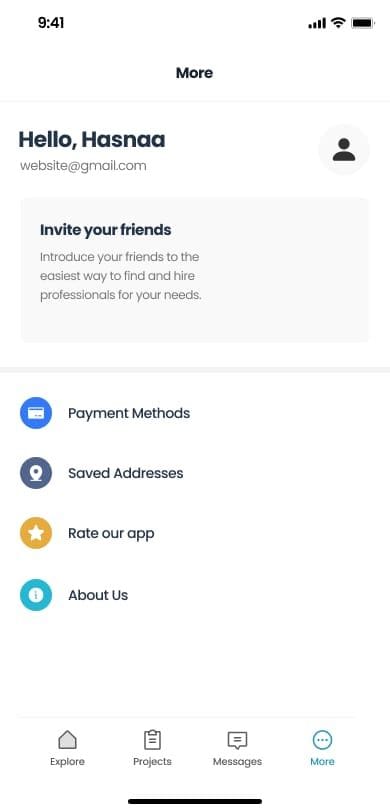 9:41
More
Hello, Hasnaa
website@gmail.com
Invite your friends
Introduce your friends to the
easiest way to find and hire
professionals for your needs.
Payment Methods
Saved Addresses
Rate our app
About Us
Explore
Projects
Messages
More